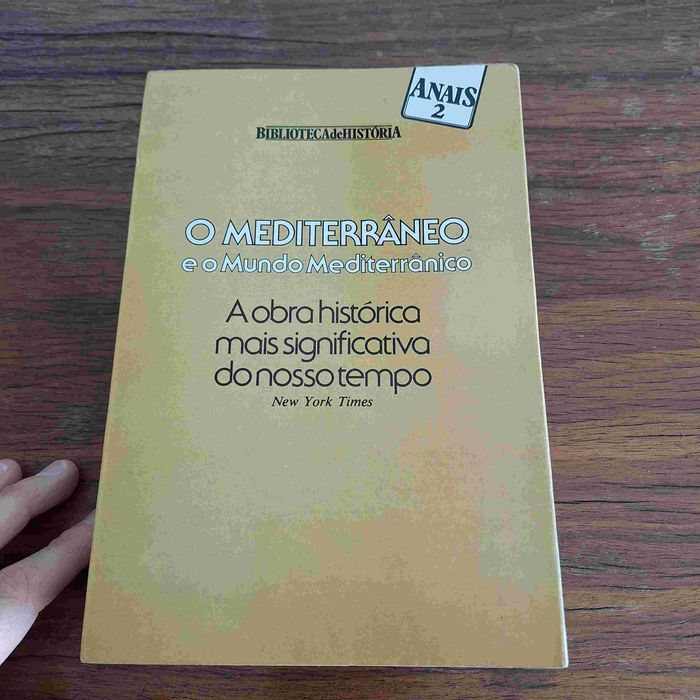 ANAIS
2
BIBLIOTECAdeHISTÓRIA
O MEDITERRÂNEO
e o Mundo Mediterrânico
A obra histórica
mais significativa
do nosso tempo
New York Times